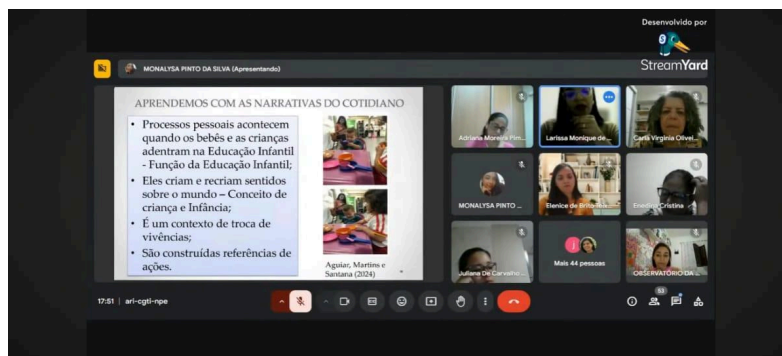 Desenvolvido por
StreamYard
MONALYSA PINTO DA SILVA (Apresentando)
APRENDEMOS COM AS NARRATIVAS DO COTIDIANO
• Processos pessoais acontecem
quando os bebês e as crianças
adentram na Educação Infantil
- Função da Educação Infantil;
• Eles criam e recriam sentidos
sobre o mundo – Conceito de
criança e Infância;
• É um contexto de troca de
vivências;
• São construídas referências de
ações.
Aguiar, Martins e
Santana (2024)
Adriana Moreira Pim...
Larissa Monique de...
Carla Virginia Olivei...
MONALYSA PINTO ...
Elenice de Brito
Cristina
Juliana De Carvalho
J
Mais 44 pessoas
OBSERVATÓRIO DA ...
17:51 | ari-cgti-npe
53